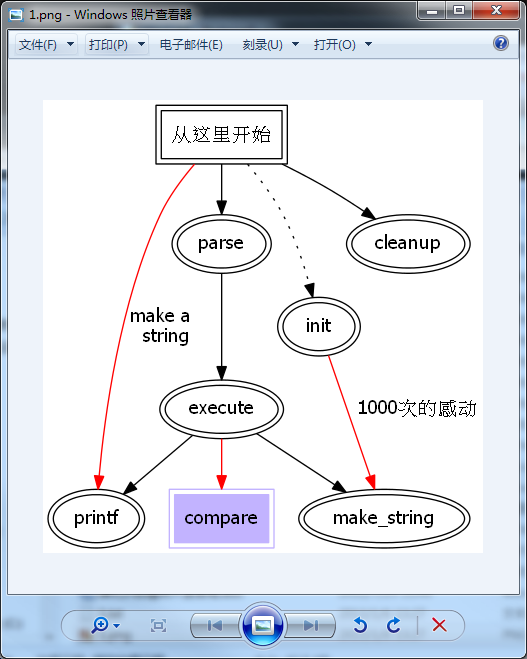 1.png - Windows 照片查看器
文件(F) 打印(P) 电子邮件(E) 刻录(U) 打开(O)
从这里开始
parse
cleanup
make a
string
init
execute
1000次的感动
printf
compare
make_string